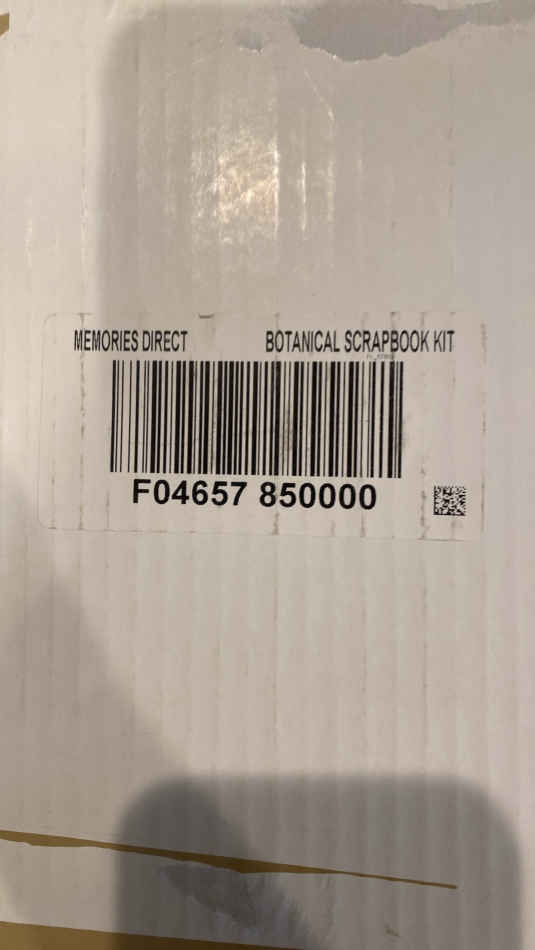 MEMORIES DIRECT BOTANICAL SCRAPBOOK KIT
F04657 850000